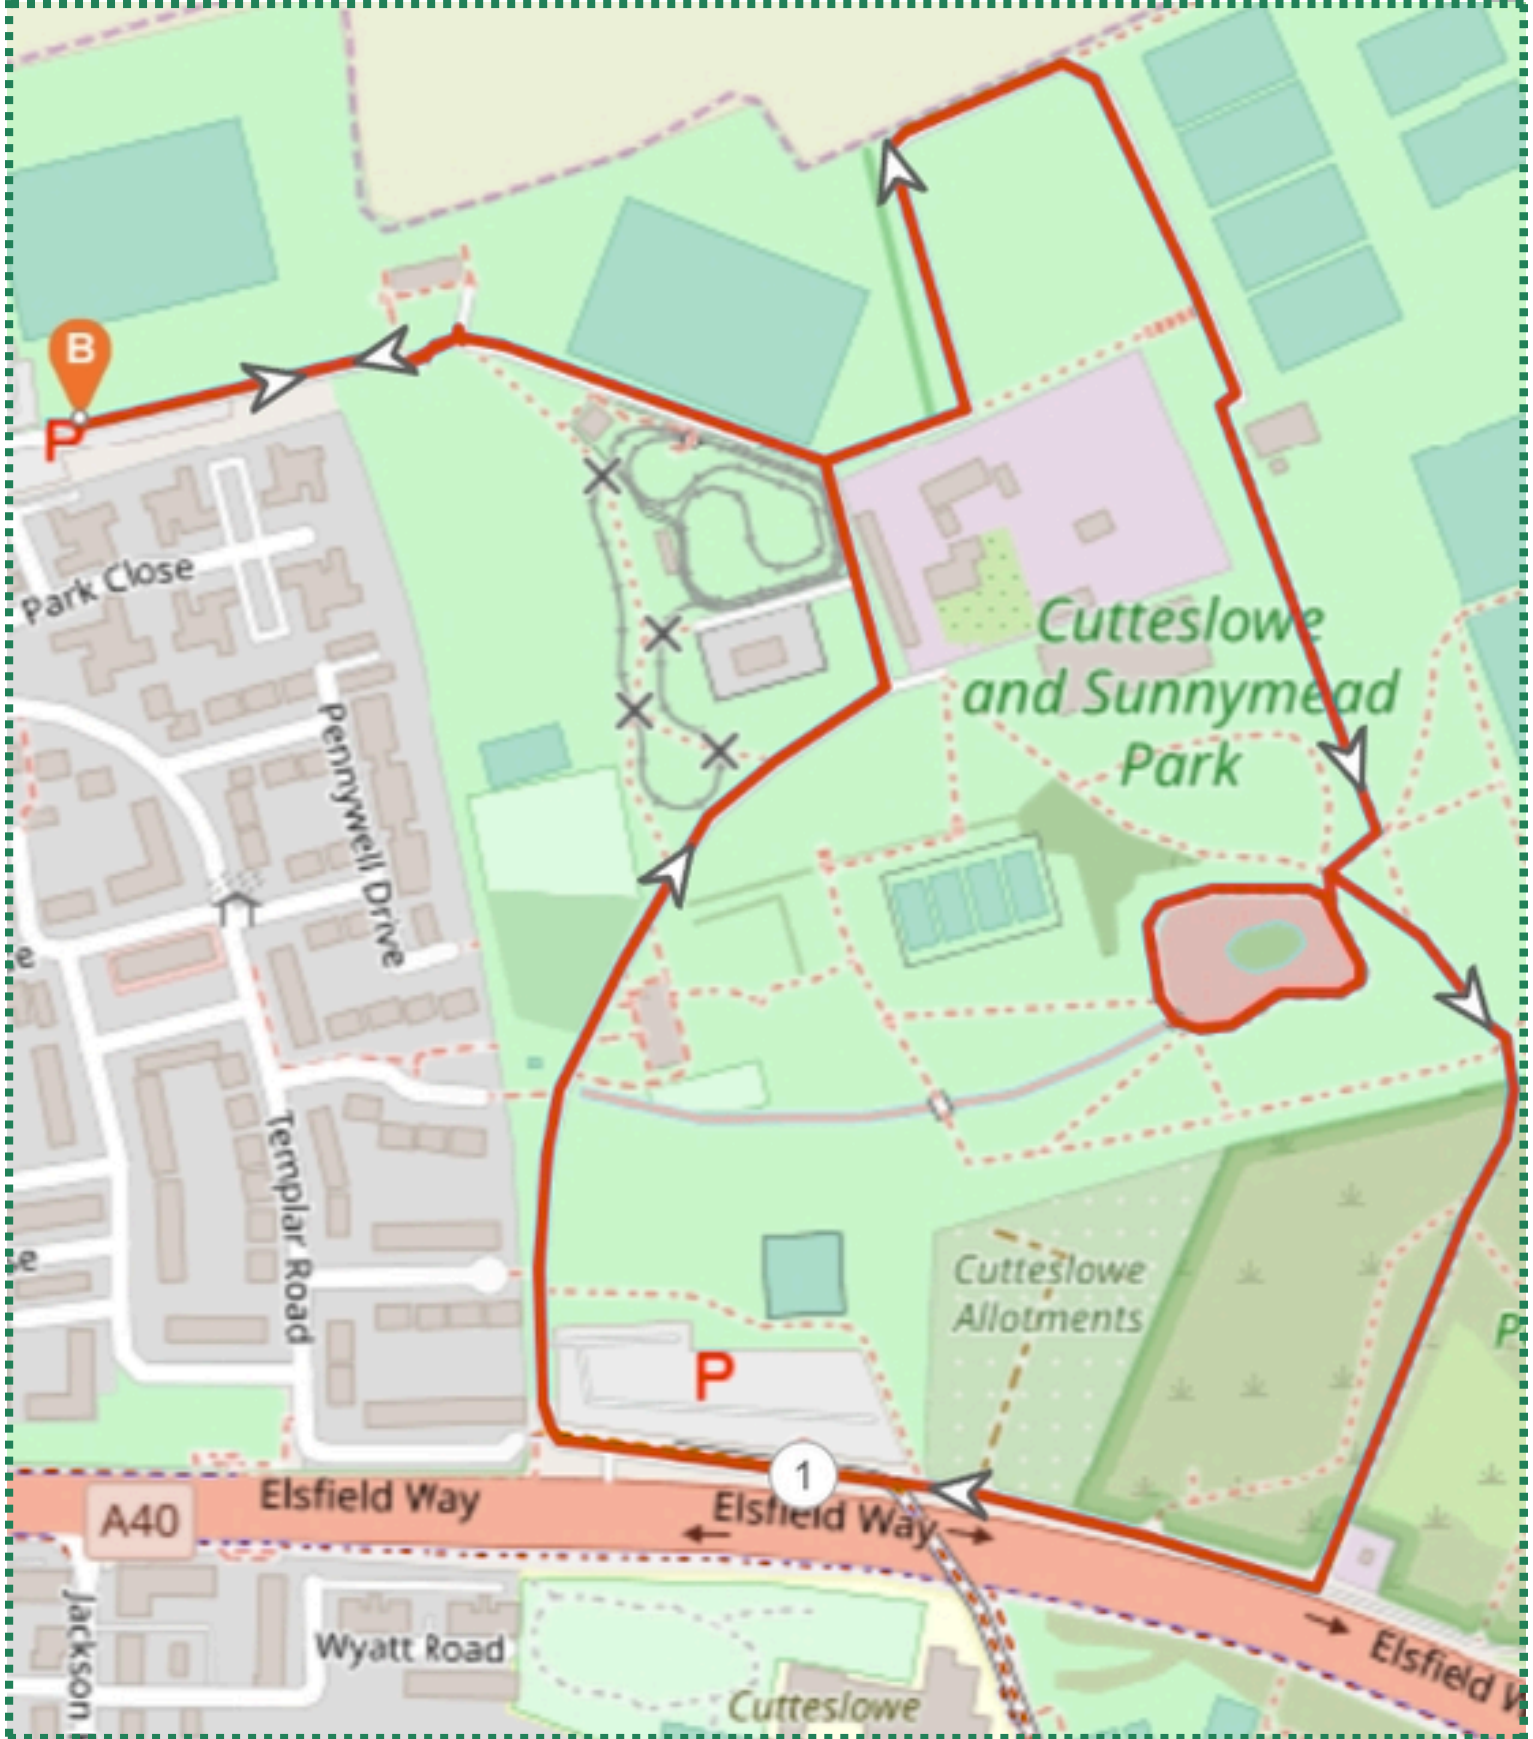 B
P
Park Close
Cutteslowe
and Sunnymead
Park
Pennywell Drive
e
Templar Road
e
Cutteslowe
Allotments
P
P
1
A40
Elsfield Way
Elsfield Way
Elsfield W
Jackson
Wyatt Road
Cutteslowe